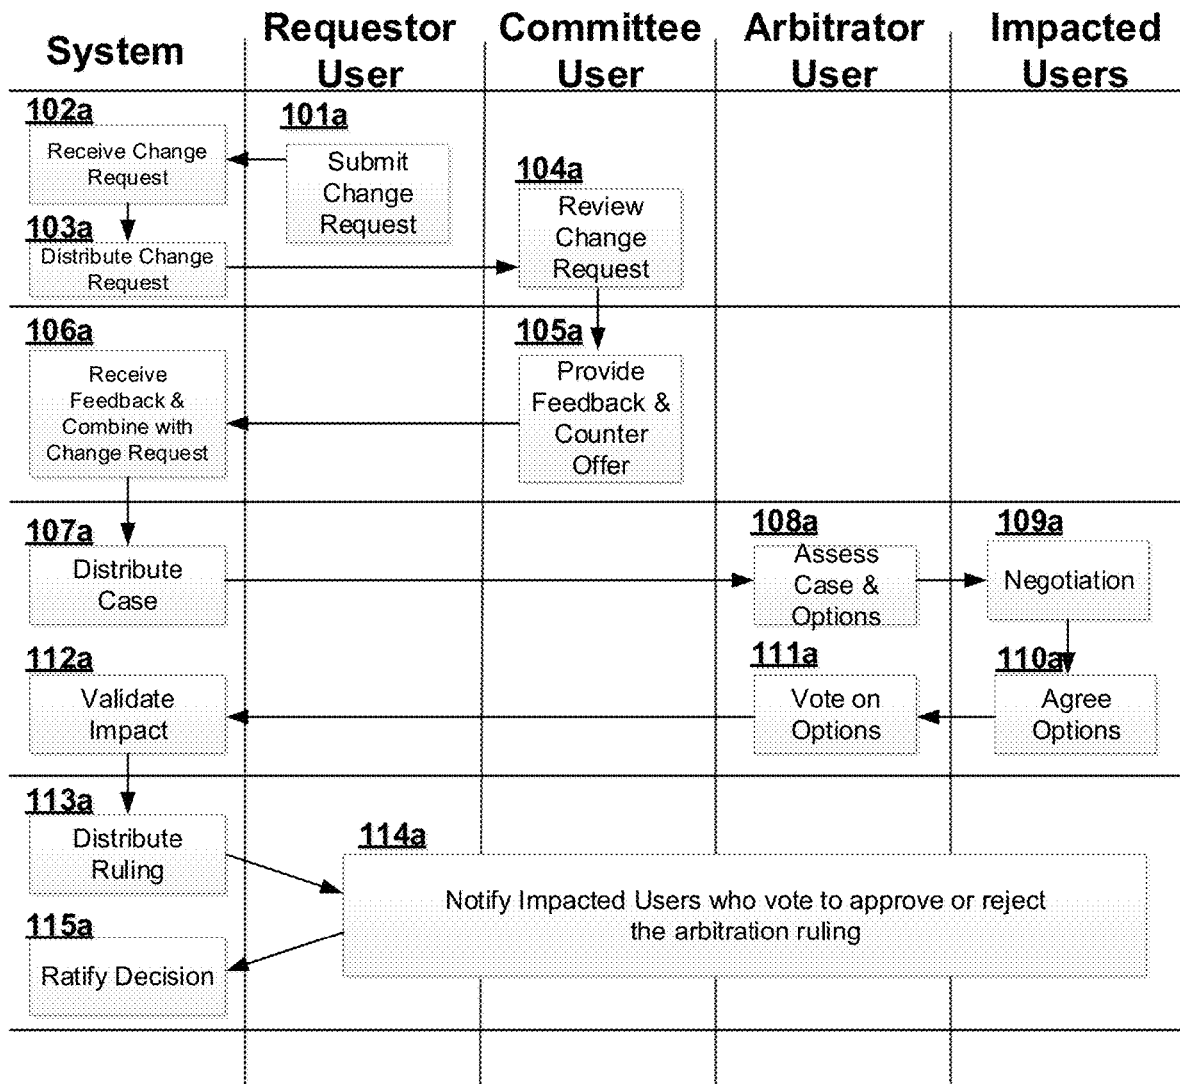 System
Requestor
User
Committee
User
Arbitrator
User
Impacted
Users
102a
Receive Change
Request
101a
Submit
Change
Request
103a
Distribute Change
Request
104a
Review
Change
Request
106a
Receive
Feedback &
Combine with
Change Request
105a
Provide
Feedback &
Counter
Offer
107a
Distribute
Case
108a
Assess
Case &
Options
109a
Negotiation
112a
Validate
Impact
111a
Vote on
Options
110a
Agree
Options
113a
Distribute
Ruling
114a
Notify Impacted Users who vote to approve or reject
the arbitration ruling
115a
Ratify Decision